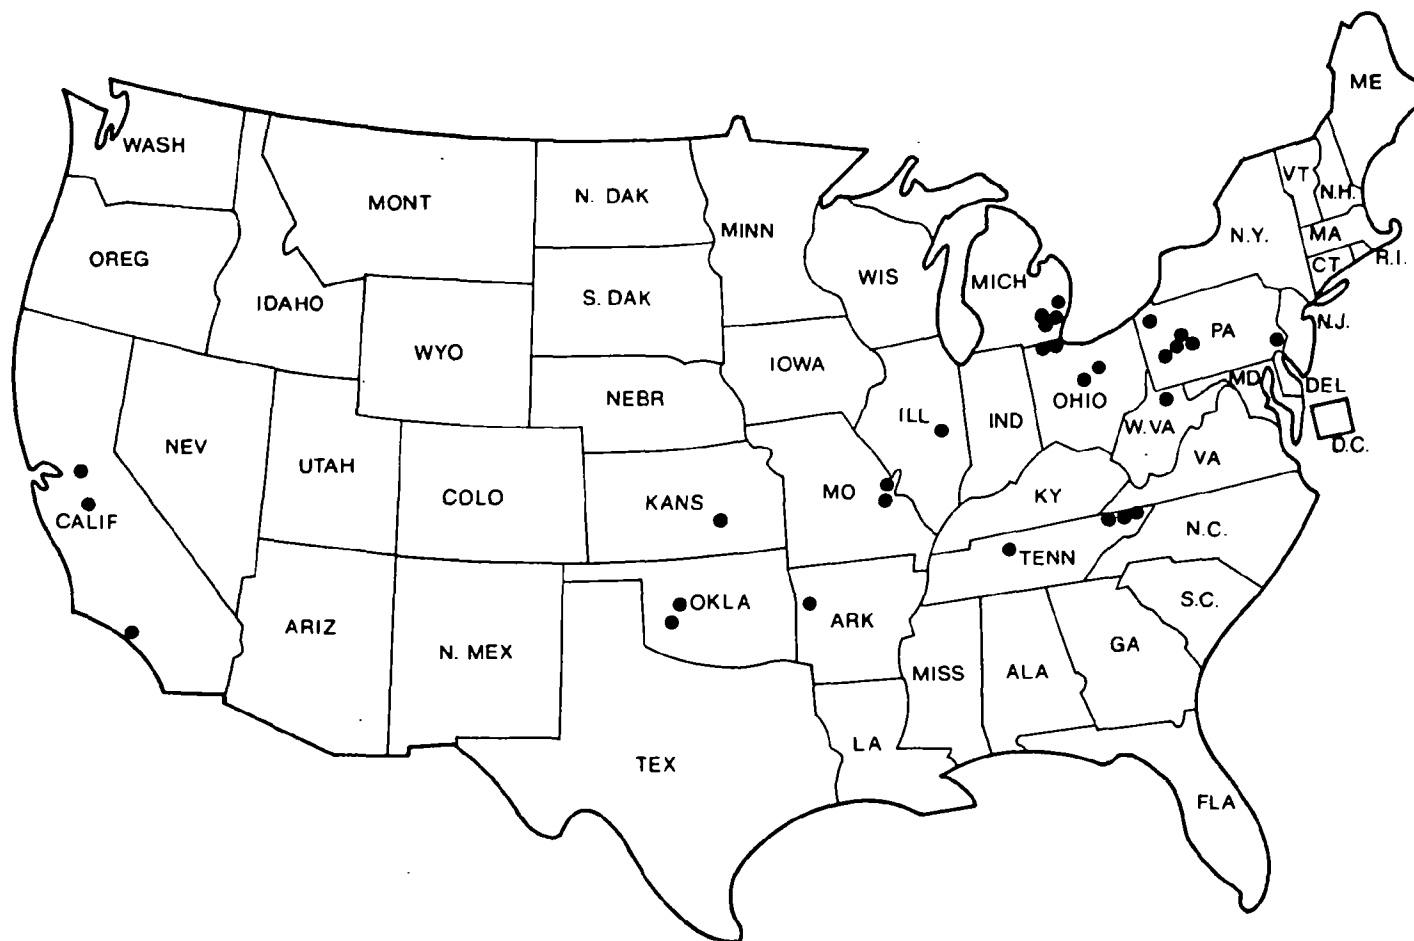 ME
WASH
VT
N.H.
MONT
N. DAK
MINN
N.Y.
MA
R.I.
CT
OREG
WIS
MICH
IDAHO
S. DAK
N.J.
PA
WYO
IOWA
MD
DEL
NEBR
OHIO
ILL
IND
W.VA
D.C.
NEV
UTAH
VA
COLO
KANS
MO
KY
CALIF
N.C.
TENN
OKLA
S.C.
ARK
ARIZ
N. MEX
GA
MISS
ALA
LA
TEX
FLA